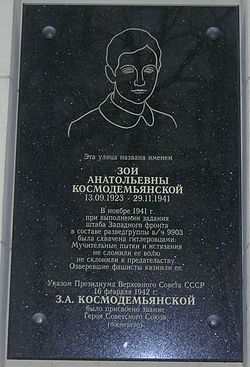 Эта улица названа именем
ЗОИ
АНАТОЛЬЕВНЫ
КОСМОДЕМЬЯНСКОЙ
13.09.1923 - 29.11.1941
В ноябре 1941 г.
при выполнении задания
штаба Западного фронта
в составе разведгруппы в/ч 9903
была схвачена гитлеровцами.
Мучительные пытки и истязания
не сломили ее волю,
не склонили к предательству.
Озверевшие фашисты казнили ее.
Указом Президиума Верховного Совета СССР
16 февраля 1942 г.
З.А. КОСМОДЕМЬЯНСКОЙ
было присвоено звание
Героя Советского Союза
(посмертно)